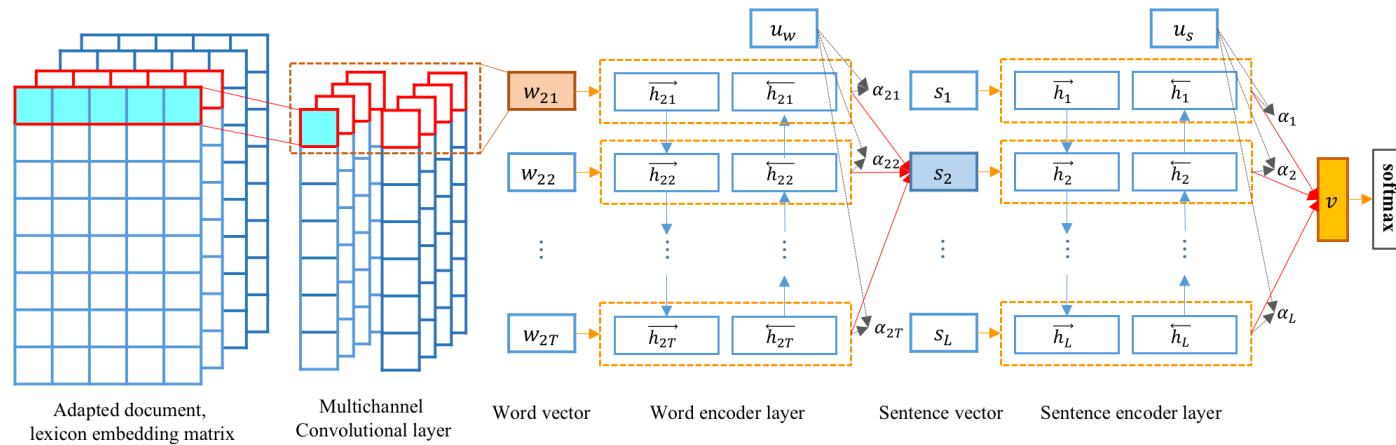 u_w u_s
w_21 →h_21 ←h_21 α_21 s_1 →h_1 ←h_1 α_1
w_22 →h_22 ←h_22 α_22 s_2 →h_2 ←h_2 α_2 v softmax
⋮ ⋮ ⋮ ⋮ ⋮ ⋮
w_2T →h_2T ←h_2T α_2T s_L →h_L ←h_L α_L
Adapted document,
lexicon embedding matrix
Multichannel
Convolutional layer
Word vector
Word encoder layer
Sentence vector
Sentence encoder layer